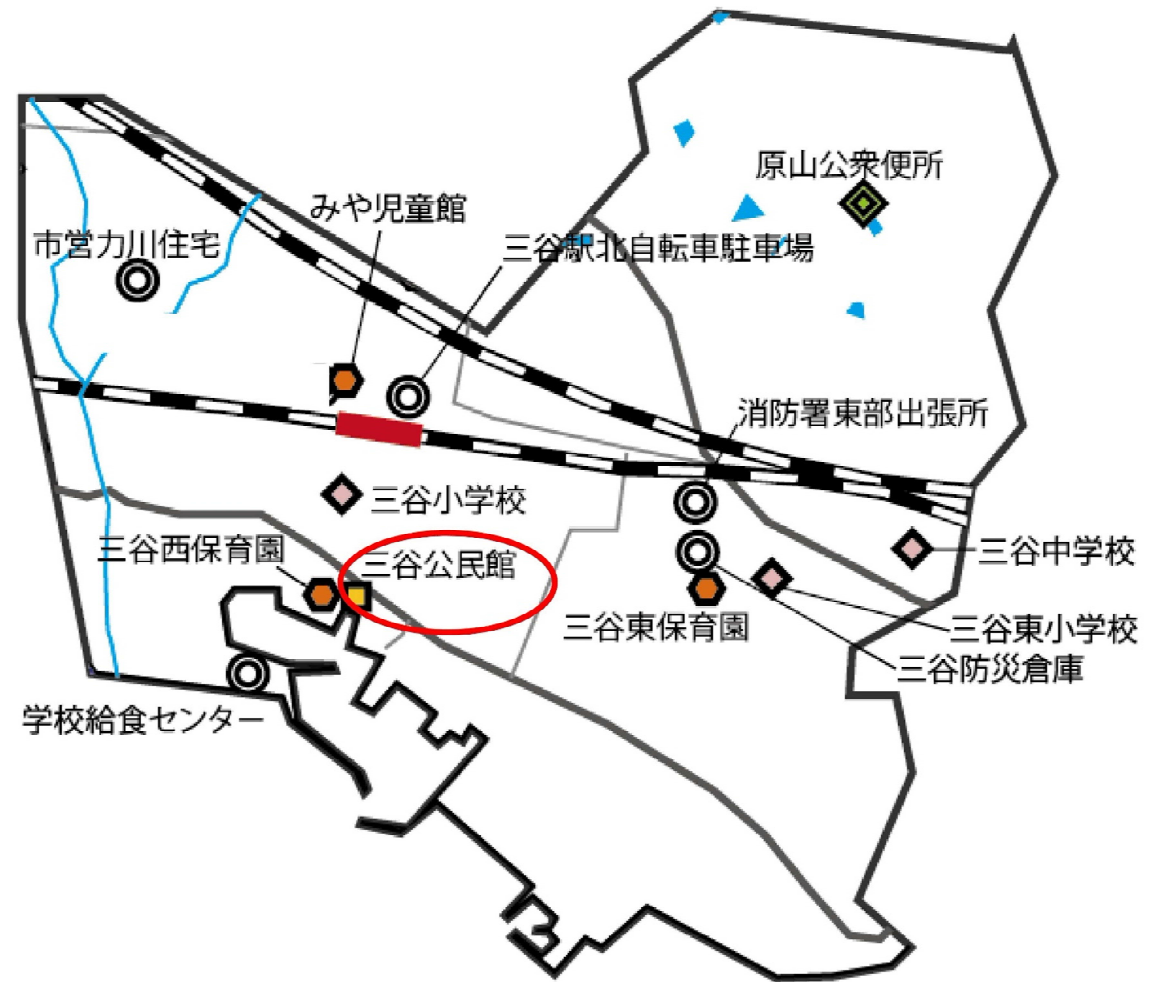 原山公衆便所
みや児童館
市営力川住宅
三谷駅北自転車駐車場
消防署東部出張所
三谷小学校
三谷西保育園
三谷公民館
三谷中学校
三谷東保育園
三谷東小学校
三谷防災倉庫
学校給食センター